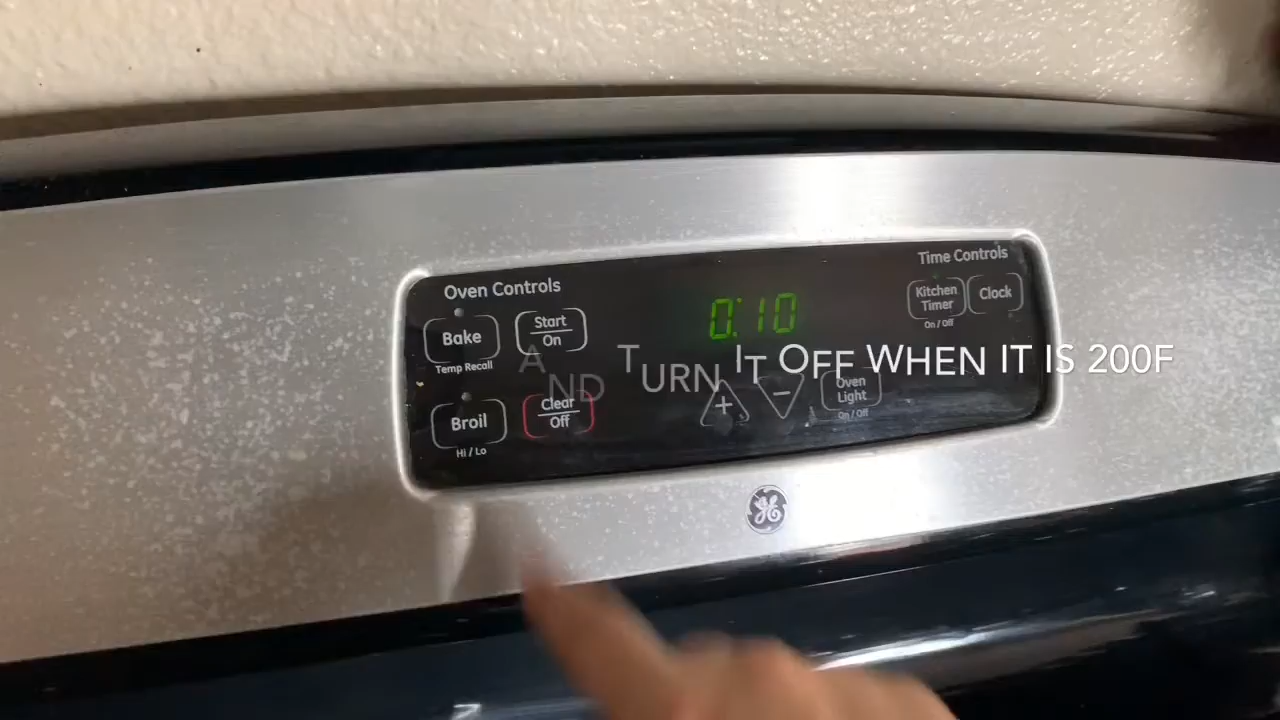 Oven Controls
Time Controls
Bake
Start
On
Temp Recall
Kitchen
Timer
On / Off
Clock
0:10
AND TURN IT OFF WHEN IT IS 200F
Broil
Hi / Lo
Clear
Off
+
−
Oven
Light
On / Off
GE